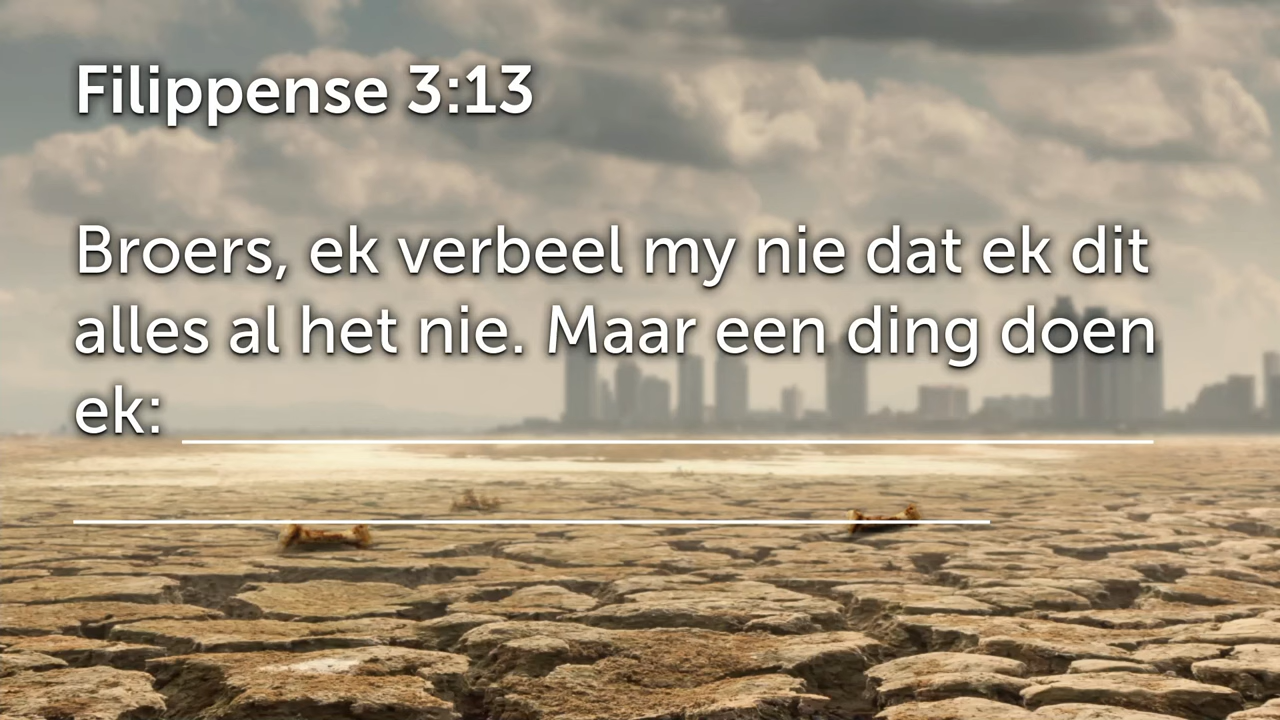 Filippense 3:13
Broers, ek verbeel my nie dat ek dit
alles al het nie. Maar een ding doen
ek: